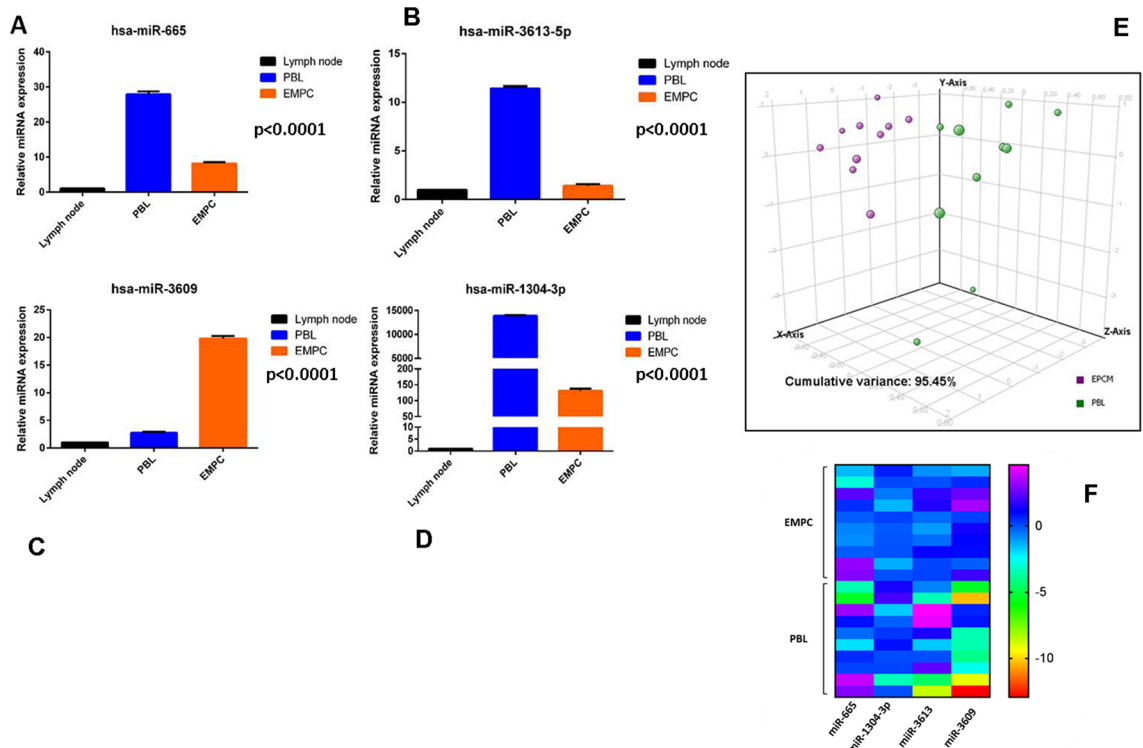 A
hsa-miR-665
Relative miRNA expression
40
30
20
10
0
Lymph node
PBL
EMPC
Lymph node
PBL
EMPC
p<0.0001
B
hsa-miR-3613-5p
Relative miRNA expression
15
10
5
0
Lymph node
PBL
EMPC
Lymph node
PBL
EMPC
p<0.0001
hsa-miR-3609
Relative miRNA expression
25
20
15
10
5
0
Lymph node
PBL
EMPC
Lymph node
PBL
EMPC
p<0.0001
C
hsa-miR-1304-3p
Relative miRNA expression
15000
10000
5000
200
150
100
50
10
5
0
Lymph node
PBL
EMPC
Lymph node
PBL
EMPC
p<0.0001
D
E
Y-Axis
X-Axis
Z-Axis
Cumulative variance: 95.45%
EPCM
PBL
F
EMPC
PBL
miR-665
miR-1304-3p
miiR-3613
miR-3609
0
-5
-10